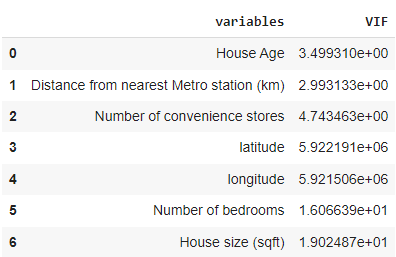 variables VIF
0 House Age 3.499310e+00
1 Distance from nearest Metro station (km) 2.993133e+00
2 Number of convenience stores 4.743463e+00
3 latitude 5.922191e+06
4 longitude 5.921506e+06
5 Number of bedrooms 1.606639e+01
6 House size (sqft) 1.902487e+01